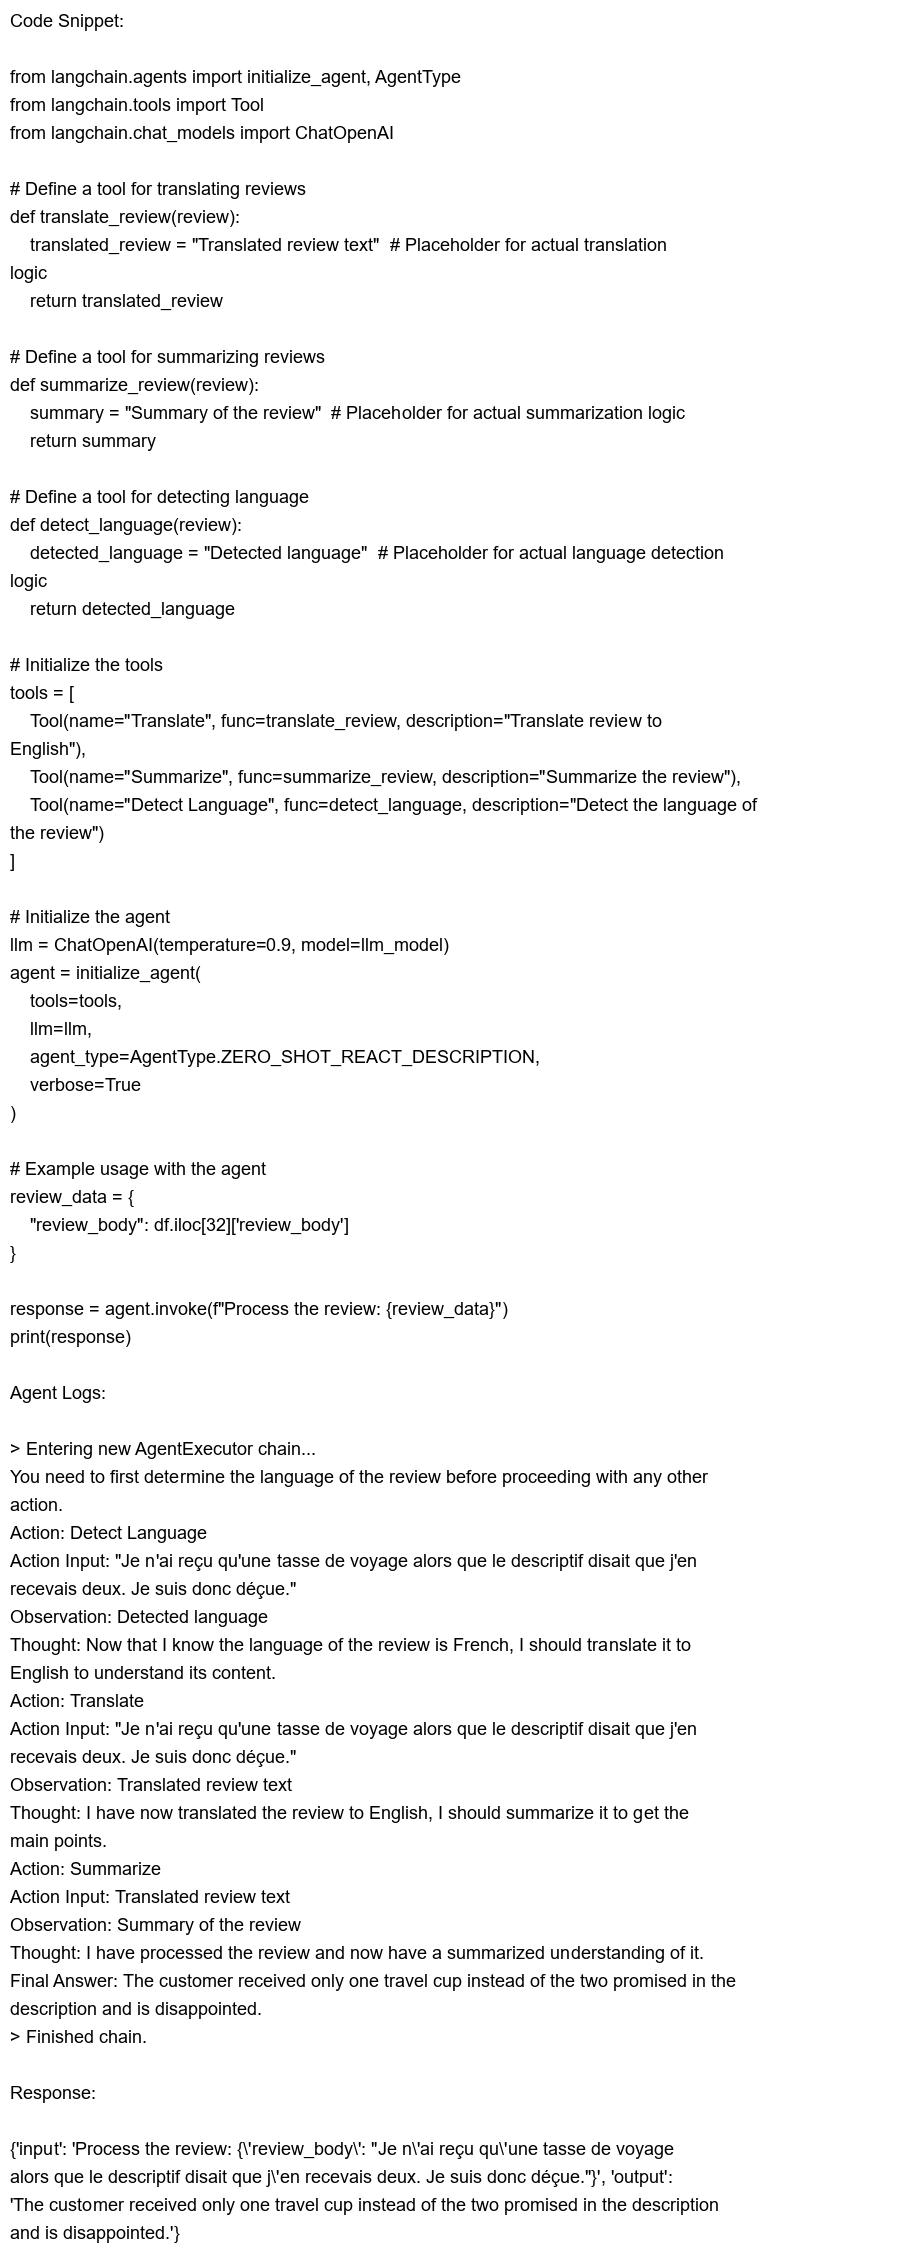 Code Snippet:
from langchain.agents import initialize_agent, AgentType
from langchain.tools import Tool
from langchain.chat_models import ChatOpenAI
# Define a tool for translating reviews
def translate_review(review):
    translated_review = "Translated review text"  # Placeholder for actual translation
logic
    return translated_review
# Define a tool for summarizing reviews
def summarize_review(review):
    summary = "Summary of the review"  # Placeholder for actual summarization logic
    return summary
# Define a tool for detecting language
def detect_language(review):
    detected_language = "Detected language"  # Placeholder for actual language detection
logic
    return detected_language
# Initialize the tools
tools = [
    Tool(name="Translate", func=translate_review, description="Translate review to
English"),
    Tool(name="Summarize", func=summarize_review, description="Summarize the review"),
    Tool(name="Detect Language", func=detect_language, description="Detect the language of
the review")
]
# Initialize the agent
llm = ChatOpenAI(temperature=0.9, model=llm_model)
agent = initialize_agent(
    tools=tools,
    llm=llm,
    agent_type=AgentType.ZERO_SHOT_REACT_DESCRIPTION,
    verbose=True
)
# Example usage with the agent
review_data = {
    "review_body": df.iloc[32]['review_body']
}
response = agent.invoke(f"Process the review: {review_data}")
print(response)
Agent Logs:
> Entering new AgentExecutor chain...
You need to first determine the language of the review before proceeding with any other
action.
Action: Detect Language
Action Input: "Je n'ai reçu qu'une tasse de voyage alors que le descriptif disait que j'en
recevais deux. Je suis donc déçue."
Observation: Detected language
Thought: Now that I know the language of the review is French, I should translate it to
English to understand its content.
Action: Translate
Action Input: "Je n'ai reçu qu'une tasse de voyage alors que le descriptif disait que j'en
recevais deux. Je suis donc déçue."
Observation: Translated review text
Thought: I have now translated the review to English, I should summarize it to get the
main points.
Action: Summarize
Action Input: Translated review text
Observation: Summary of the review
Thought: I have processed the review and now have a summarized understanding of it.
Final Answer: The customer received only one travel cup instead of the two promised in the
description and is disappointed.
> Finished chain.
Response:
{'input': 'Process the review: {\'review_body\': "Je n\'ai reçu qu\'une tasse de voyage
alors que le descriptif disait que j\'en recevais deux. Je suis donc déçue."}', 'output':
'The customer received only one travel cup instead of the two promised in the description
and is disappointed.'}